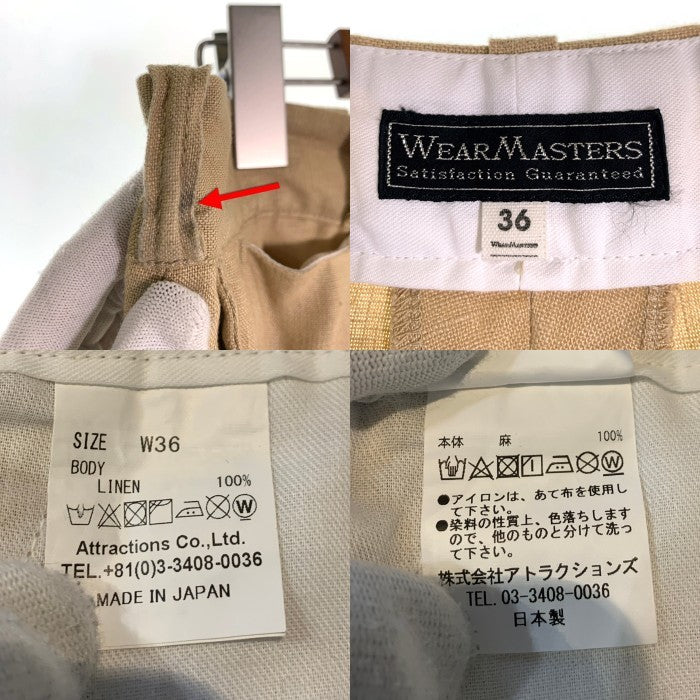 WEARMASTERS
Satisfaction Guaranteed
36
WEARMASTERS
SIZE W36
BODY
LINEN 100%
W
Attractions Co.,Ltd.
TEL.+81(0)3-3408-0036
MADE IN JAPAN
本体 麻 100%
W
●アイロンは、あて布を使用し
て下さい。
●染料の性質上、色落ちします
ので、他のものと分けて洗っ
て下さい。
株式会社アトラクションズ
TEL. 03-3408-0036
日本製